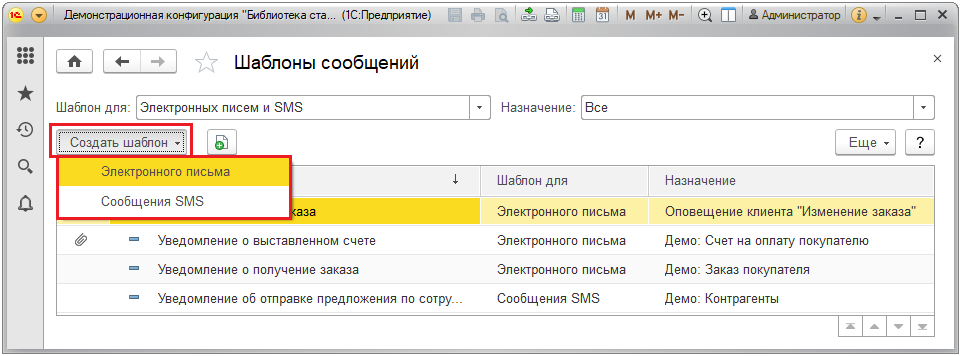 Демонстрационная конфигурация "Библиотека ста... (1С:Предприятие)
M M+ M-
Администратор
Шаблоны сообщений
Шаблон для: Электронных писем и SMS
Назначение: Все
Создать шаблон
Еще
?
Электронного письма
Сообщения SMS
Шаблон для
Назначение
каза
Электронного письма
Оповещение клиента "Изменение заказа"
Уведомление о выставленном счете
Электронного письма
Демо: Счет на оплату покупателю
Уведомление о получение заказа
Электронного письма
Демо: Заказ покупателя
Уведомление об отправке предложения по сотру...
Сообщения SMS
Демо: Контрагенты